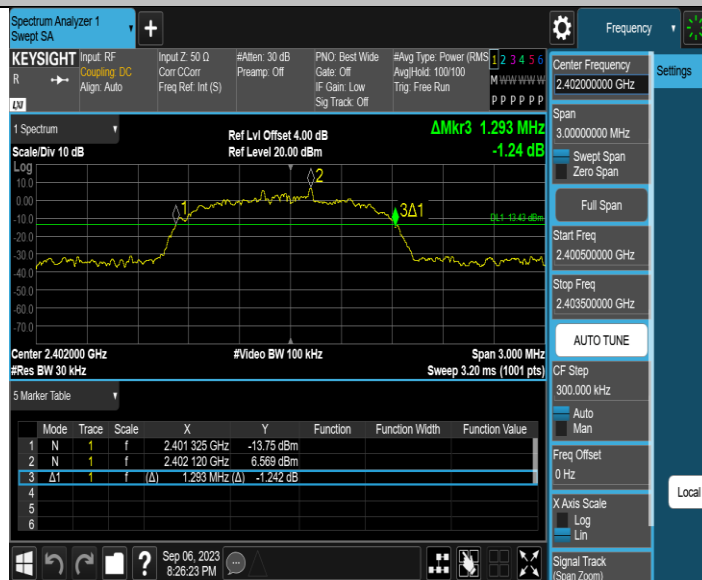 Spectrum Analyzer 1
Swept SA
+
Frequency
KEYSIGHT
R
LXI
Input: RF
Coupling: DC
Align: Auto
Input Z: 50 Ω
Corr CCorr
Freq Ref: Int (S)
#Atten: 30 dB
Preamp: Off
PNO: Best Wide
Gate: Off
IF Gain: Low
Sig Track: Off
#Avg Type: Power (RMS
Avg|Hold: 100/100
Trig: Free Run
1 2 3 4 5 6
M W W W W W
P P P P P P
1 Spectrum
Scale/Div 10 dB
Ref Lvl Offset 4.00 dB
Ref Level 20.00 dBm
ΔMkr3 1.293 MHz
-1.24 dB
Log
10.0
0.00
-10.0
-20.0
-30.0
-40.0
-50.0
-60.0
-70.0
1
2
3Δ1
DL1 -13.43 dBm
Center 2.402000 GHz
#Video BW 100 kHz
Span 3.000 MHz
#Res BW 30 kHz
Sweep 3.20 ms (1001 pts)
5 Marker Table
Mode Trace Scale X Y Function Function Width Function Value
1 N 1 f 2.401 325 GHz -13.75 dBm
2 N 1 f 2.402 120 GHz 6.569 dBm
3 Δ1 1 f (Δ) 1.293 MHz (Δ) -1.242 dB
4
5
6
?
Sep 06, 2023
8:26:23 PM
Center Frequency
2.402000000 GHz
Settings
Span
3.00000000 MHz
Swept Span
Zero Span
Full Span
Start Freq
2.400500000 GHz
Stop Freq
2.403500000 GHz
AUTO TUNE
CF Step
300.000 kHz
Auto
Man
Freq Offset
0 Hz
Local
X Axis Scale
Log
Lin
Signal Track
(Span Zoom)